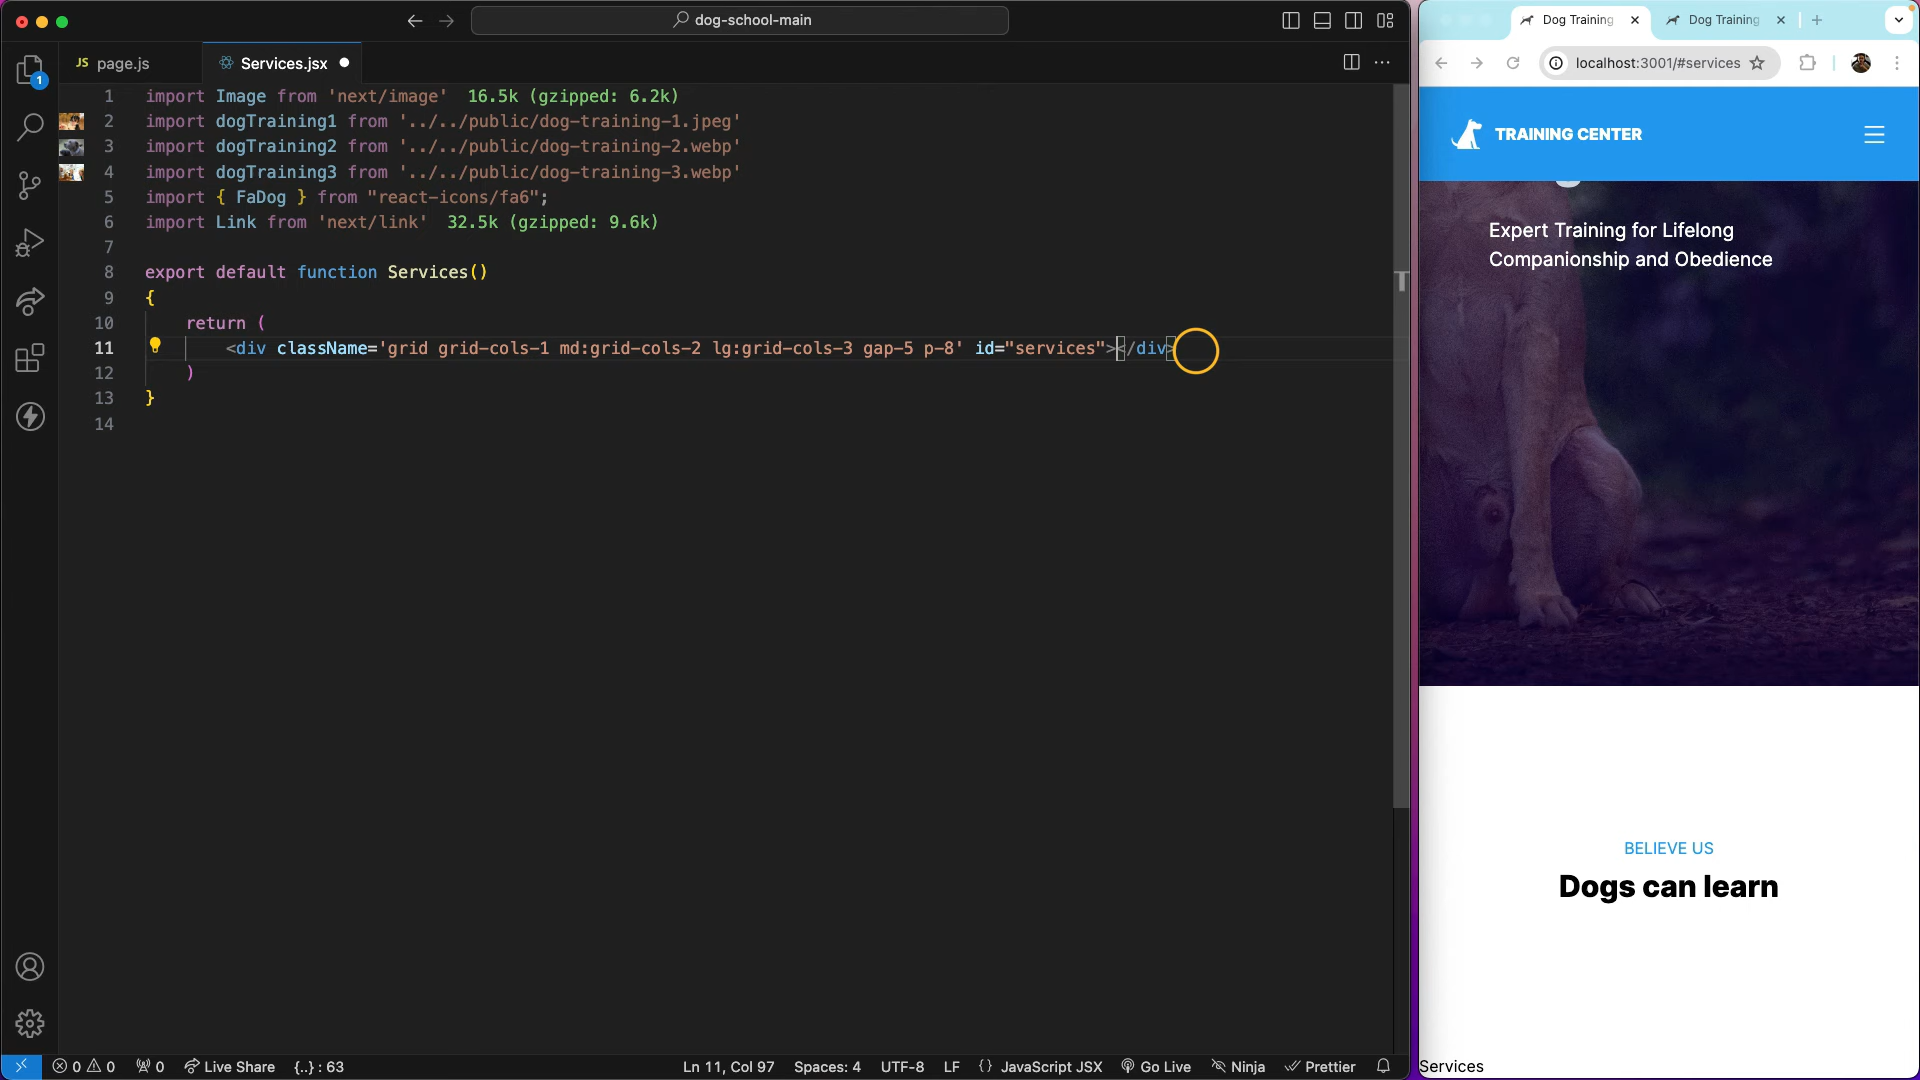 dog-school-main
JS page.js
Services.jsx
1 import Image from 'next/image' 16.5k (gzipped: 6.2k)
2 import dogTraining1 from '../../public/dog-training-1.jpeg'
3 import dogTraining2 from '../../public/dog-training-2.webp'
4 import dogTraining3 from '../../public/dog-training-3.webp'
5 import { FaDog } from "react-icons/fa6";
6 import Link from 'next/link' 32.5k (gzipped: 9.6k)
7
8 export default function Services()
9 {
10 return (
11 <div className='grid grid-cols-1 md:grid-cols-2 lg:grid-cols-3 gap-5 p-8' id="services"></div>
12 )
13 }
14
1
0 0 0 Live Share {..} : 63
Ln 11, Col 97 Spaces: 4 UTF-8 LF {} JavaScript JSX Go Live Ninja Prettier
Dog Training
Dog Training
localhost:3001/#services
TRAINING CENTER
Expert Training for Lifelong
Companionship and Obedience
BELIEVE US
Dogs can learn
Services